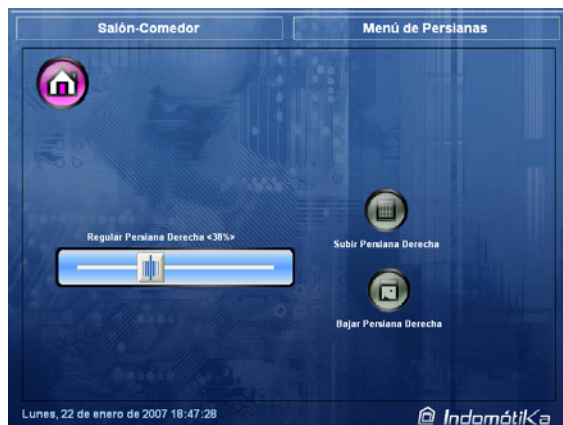 Salón-Comedor
Menú de Persianas
Regular Persiana Derecha <38%>
Subir Persiana Derecha
Bajar Persiana Derecha
Lunes, 22 de enero de 2007 18:47:28
IndomótiKa